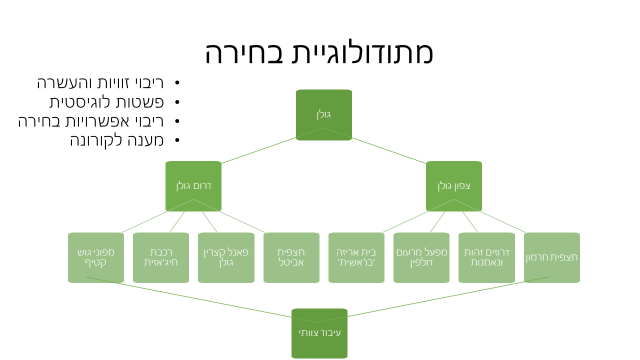 מתודולוגיית בחירה
• ריבוי זוויות והעשרה
• פשטות לוגיסטית
• ריבוי אפשרויות בחירה
• מענה לקורונה
גולן
צפון גולן
דרום גולן
תצפית חרמון
דרוזים זהות
ונאמנות
מפעל מרעום
דולפין
בית אריזה
'בראשית'
תצפית
אביטל
פאנל קצרין
גולן
רכבת
חיג'אזית
מפוני גוש
קטיף
עיבוד צוותי